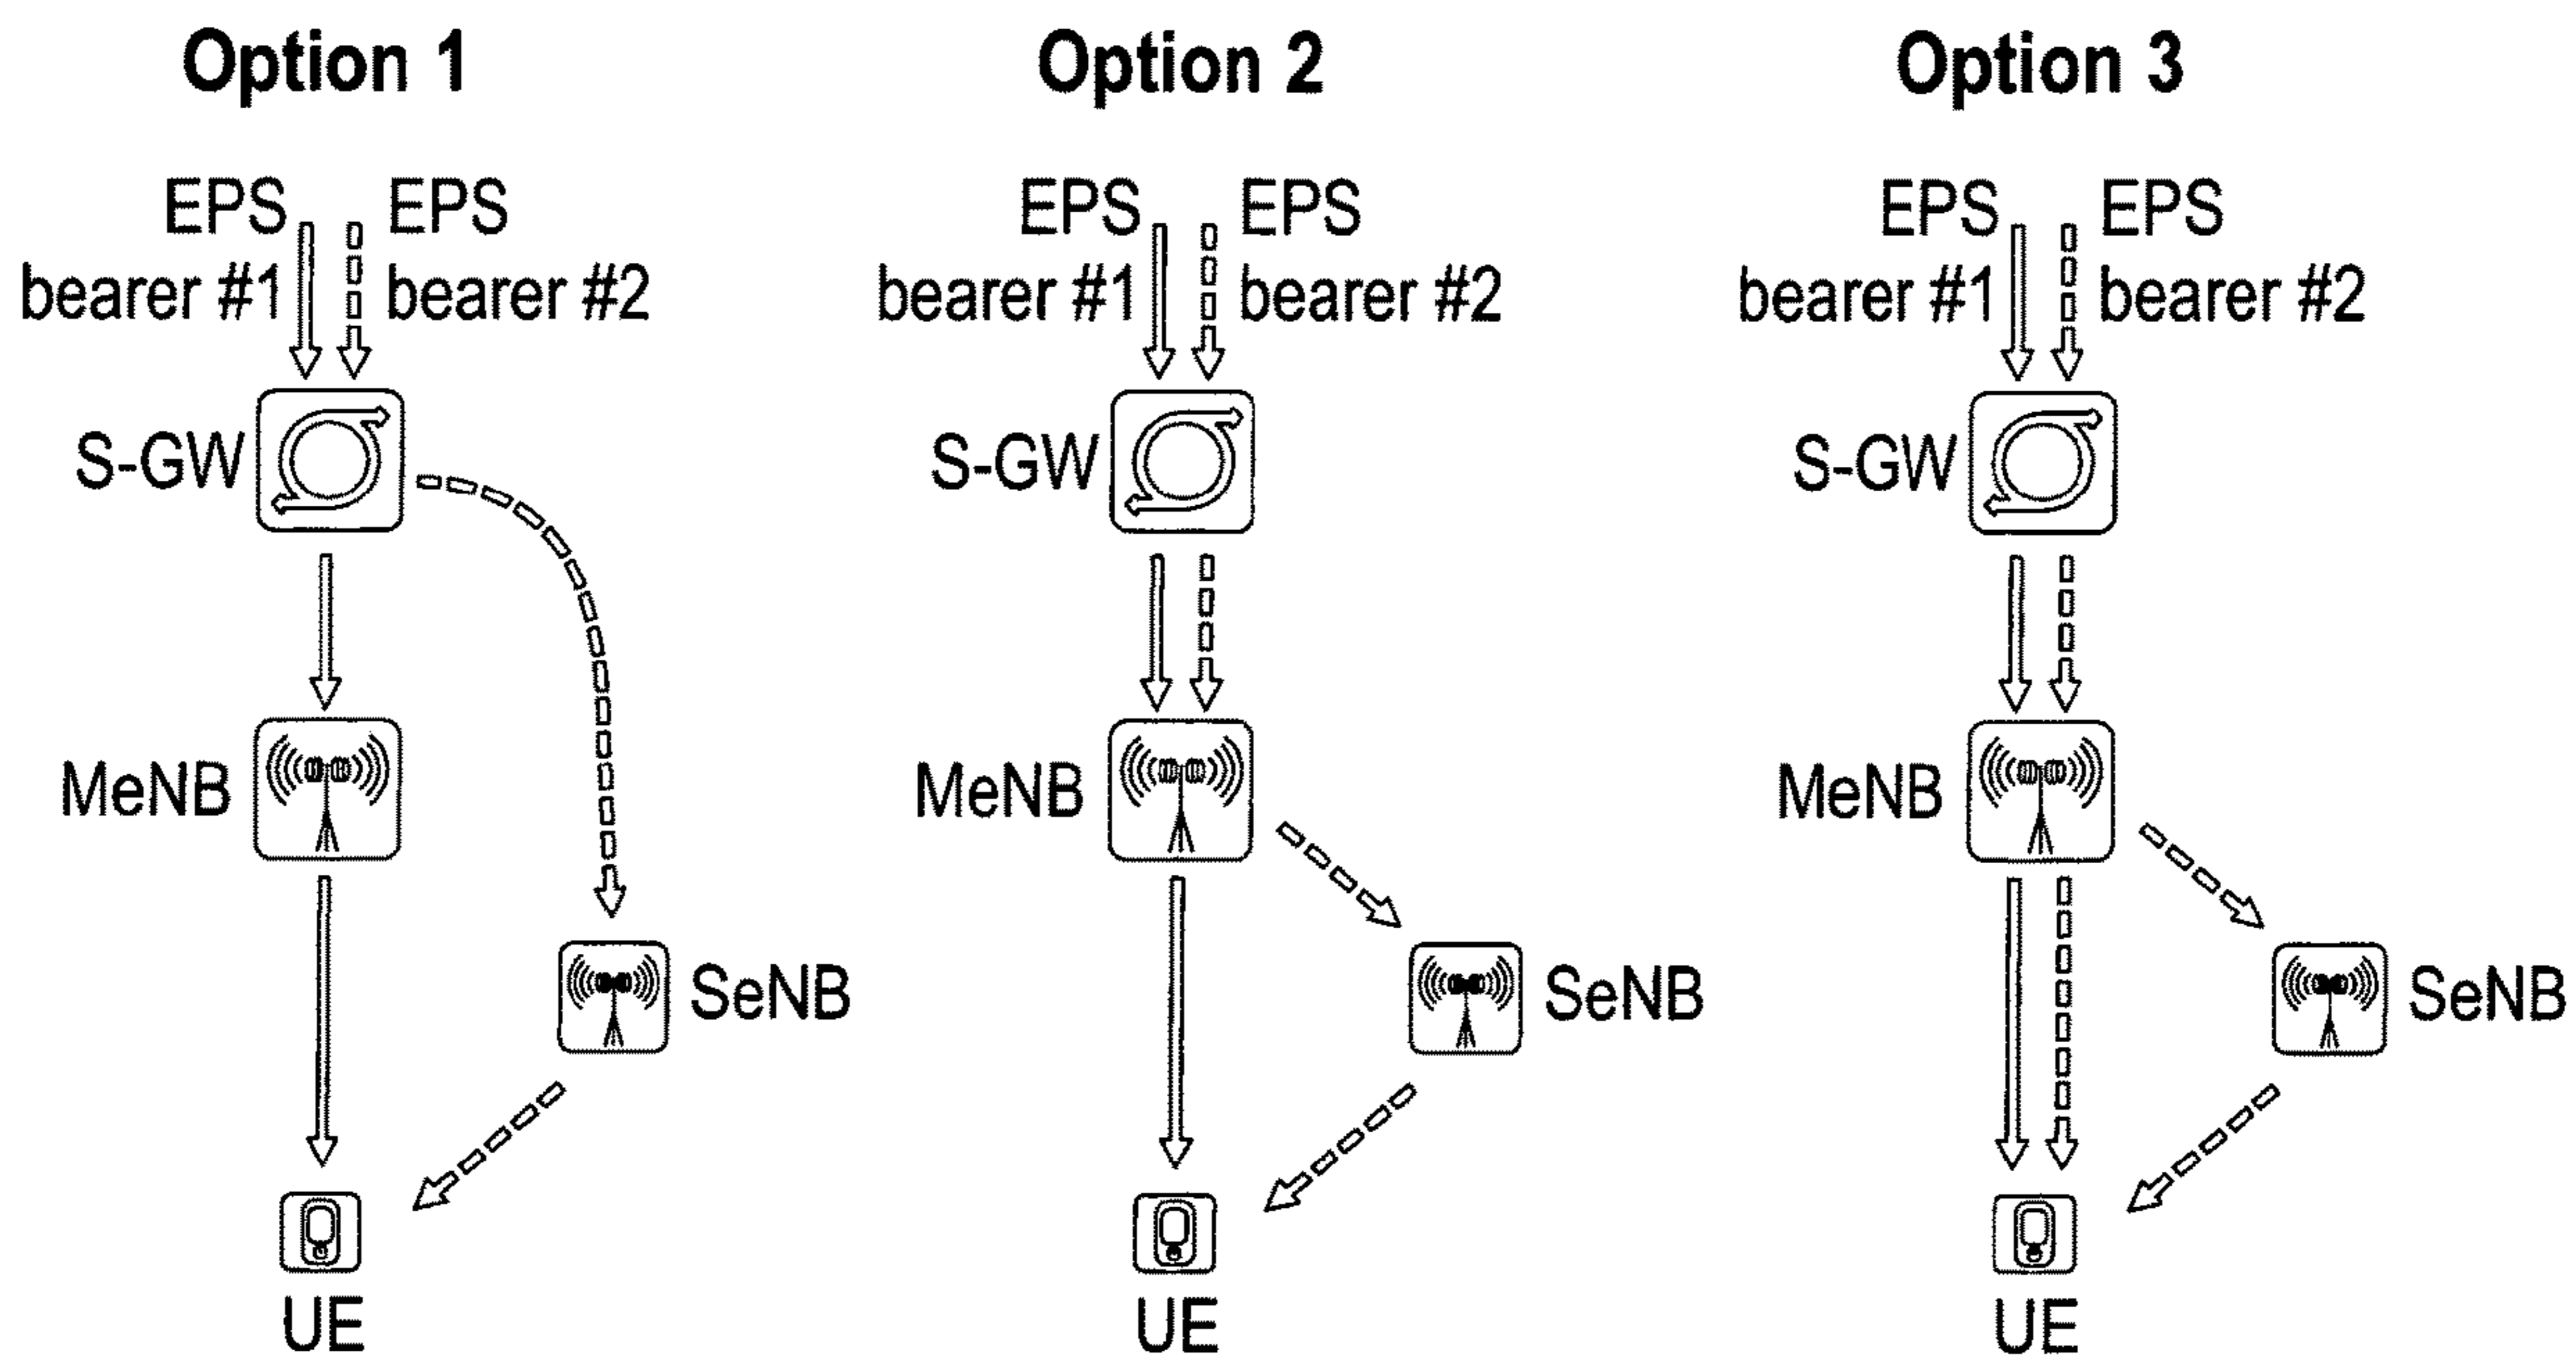 Option 1
EPS
bearer #1
EPS
bearer #2
S-GW
MeNB
SeNB
UE
Option 2
EPS
bearer #1
EPS
bearer #2
S-GW
MeNB
SeNB
UE
Option 3
EPS
bearer #1
EPS
bearer #2
S-GW
MeNB
SeNB
UE